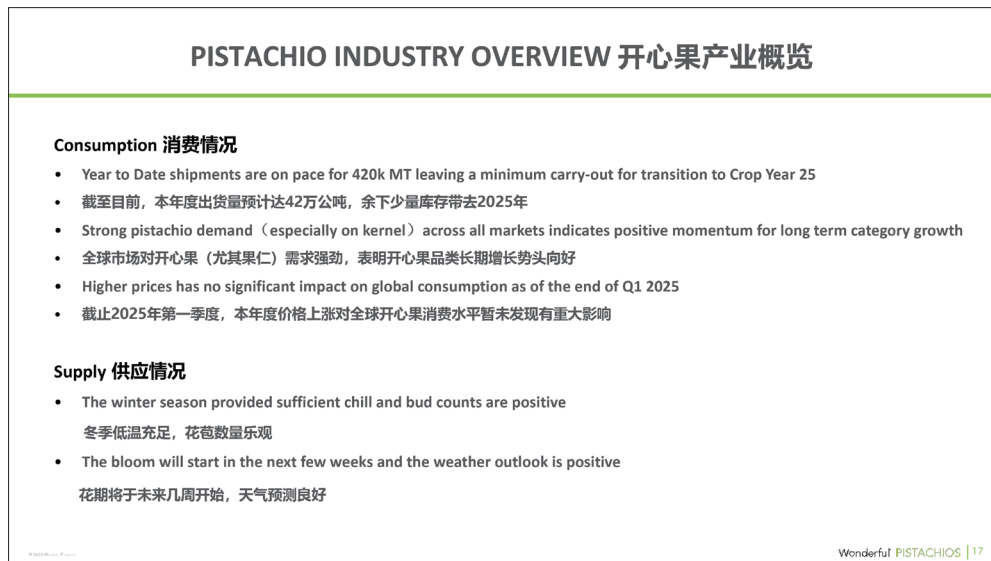 PISTACHIO INDUSTRY OVERVIEW 开心果产业概览
Consumption 消费情况
• Year to Date shipments are on pace for 420k MT leaving a minimum carry-out for transition to Crop Year 25
• 截至目前，本年度出货量预计达42万公吨，余下少量库存带去2025年
• Strong pistachio demand（especially on kernel）across all markets indicates positive momentum for long term category growth
• 全球市场对开心果（尤其果仁）需求强劲，表明开心果品类长期增长势头向好
• Higher prices has no significant impact on global consumption as of the end of Q1 2025
• 截止2025年第一季度，本年度价格上涨对全球开心果消费水平暂未发现有重大影响
Supply 供应情况
• The winter season provided sufficient chill and bud counts are positive
冬季低温充足，花苞数量乐观
• The bloom will start in the next few weeks and the weather outlook is positive
花期将于未来几周开始，天气预测良好
Wonderful PISTACHIOS | 17